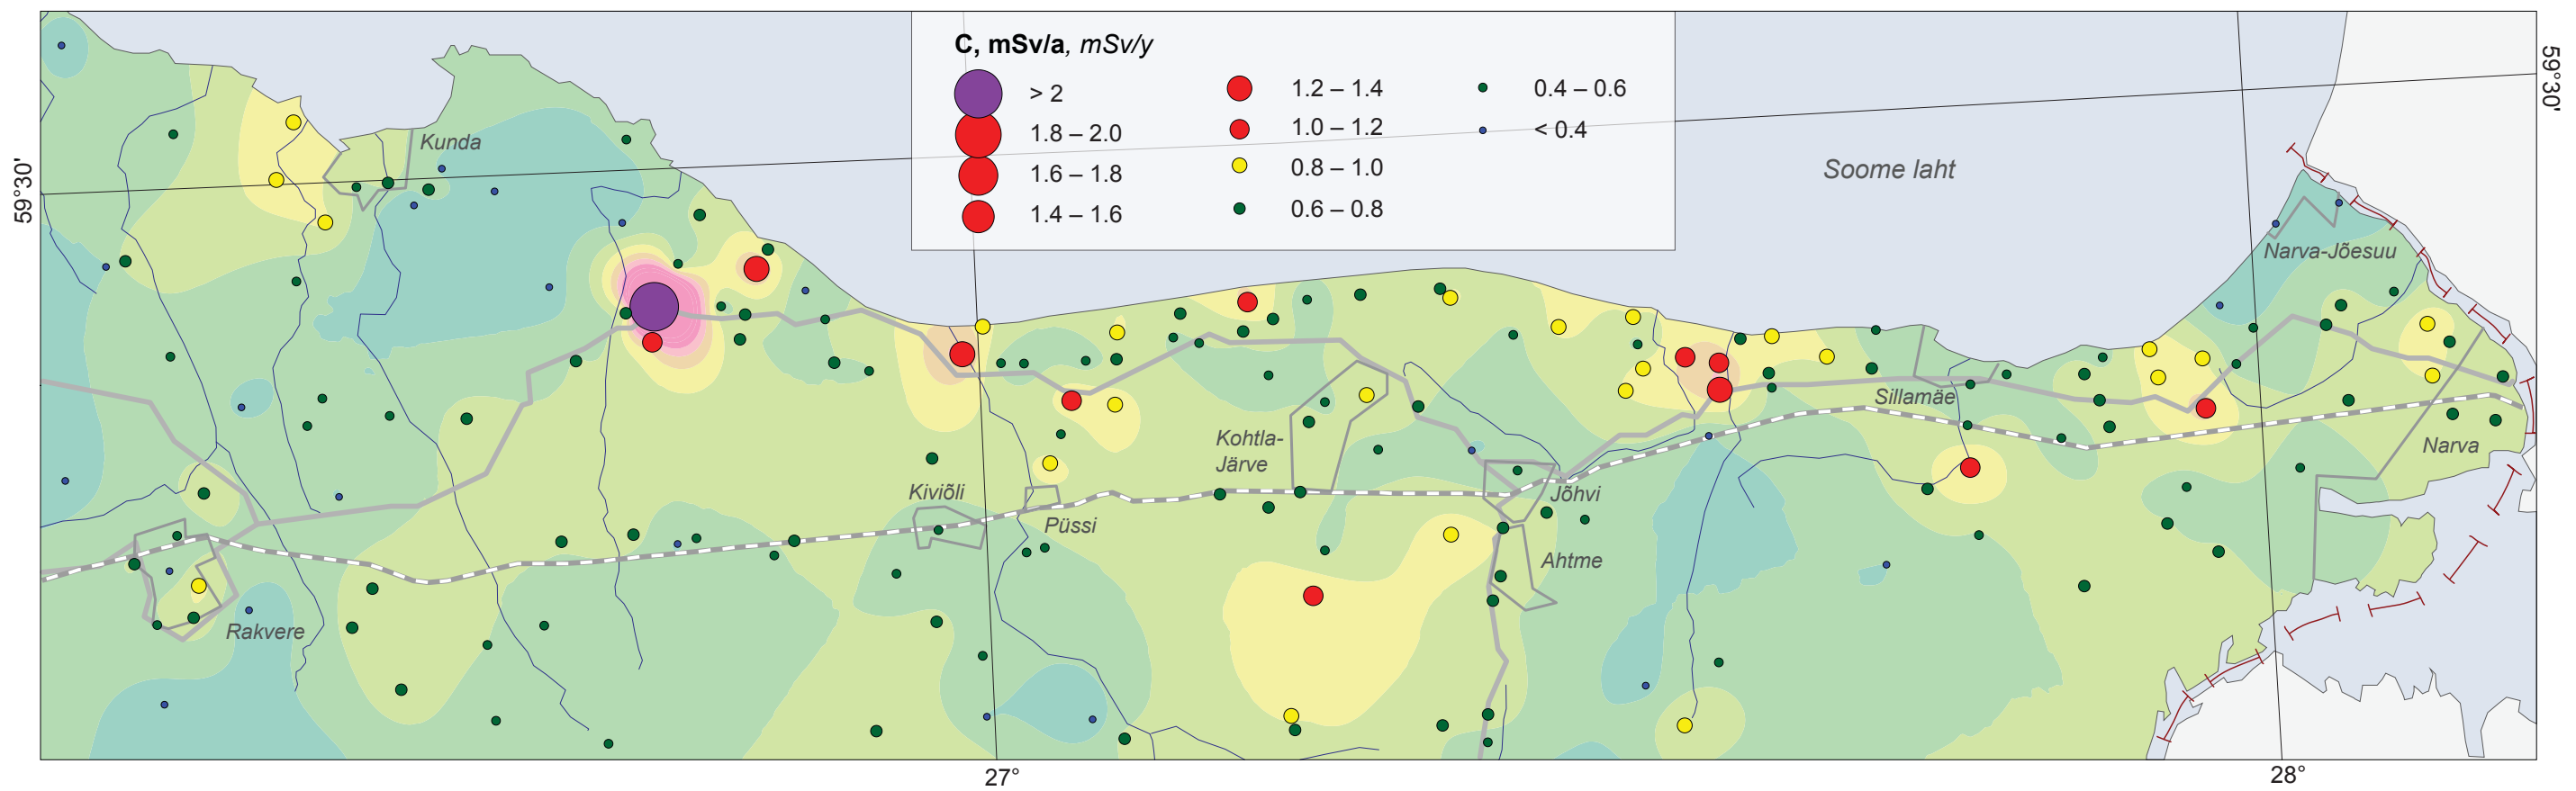 C, mSv/a, mSv/y
> 2
1.8 – 2.0
1.6 – 1.8
1.4 – 1.6
1.2 – 1.4
1.0 – 1.2
0.8 – 1.0
0.6 – 0.8
0.4 – 0.6
< 0.4
59°30'
59°30'
Kunda
Soome laht
Narva-Jõesuu
Sillamäe
Kohtla-
Järve
Narva
Kiviõli
Jõhvi
Püssi
Ahtme
Rakvere
27°
28°